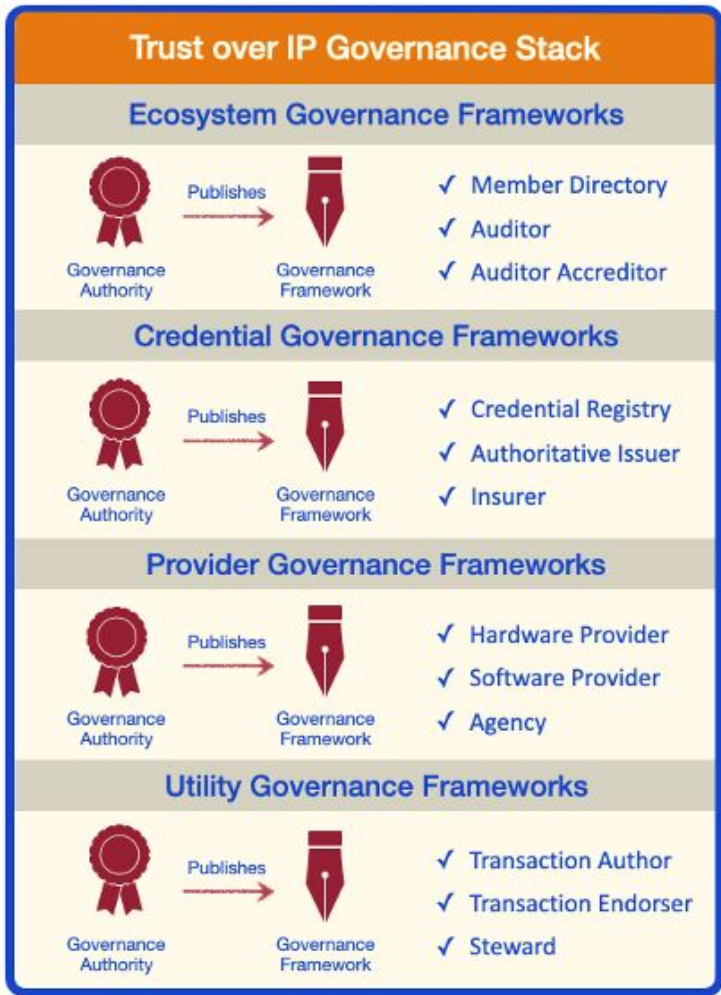 Trust over IP Governance Stack
Ecosystem Governance Frameworks
Publishes
Governance
Authority
Governance
Framework
✓ Member Directory
✓ Auditor
✓ Auditor Accreditor
Credential Governance Frameworks
Publishes
Governance
Authority
Governance
Framework
✓ Credential Registry
✓ Authoritative Issuer
✓ Insurer
Provider Governance Frameworks
Publishes
Governance
Authority
Governance
Framework
✓ Hardware Provider
✓ Software Provider
✓ Agency
Utility Governance Frameworks
Publishes
Governance
Authority
Governance
Framework
✓ Transaction Author
✓ Transaction Endorser
✓ Steward